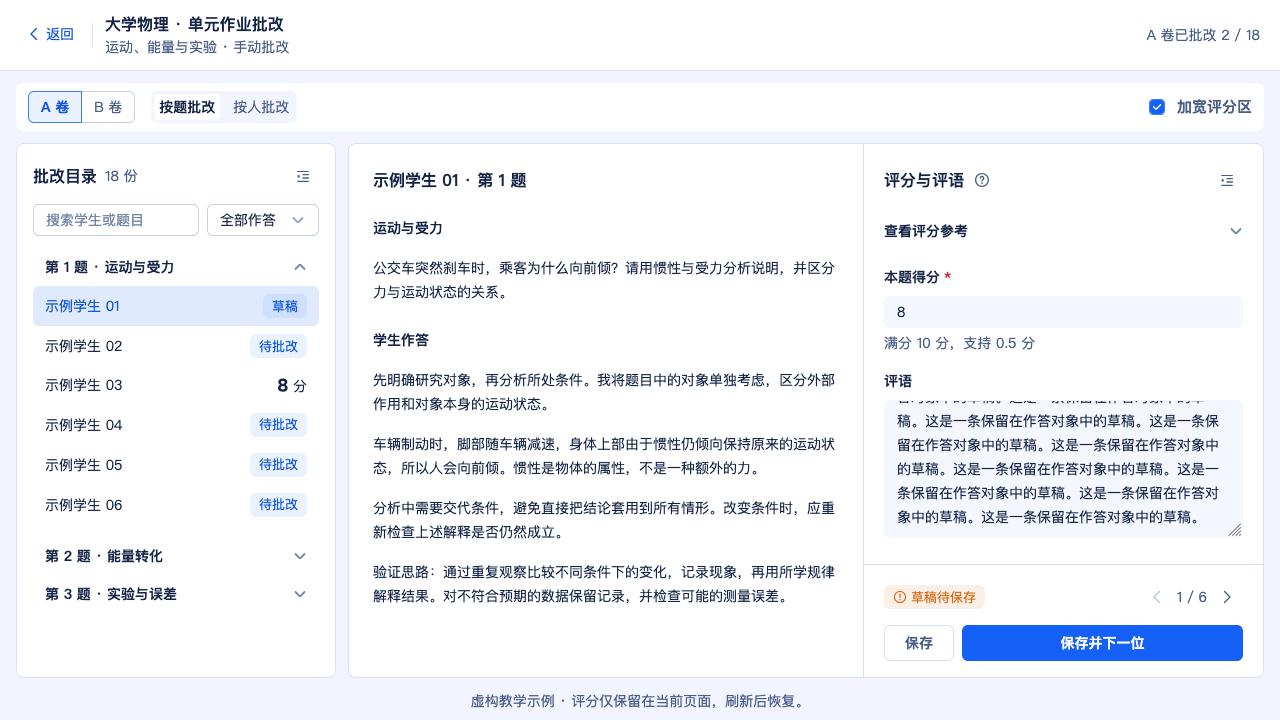 返回
大学物理 · 单元作业批改
运动、能量与实验 · 手动批改
A 卷已批改 2 / 18
A 卷
B 卷
按题批改
按人批改
加宽评分区
批改目录 18 份
搜索学生或题目
全部作答
第 1 题 · 运动与受力
示例学生 01
草稿
示例学生 02
待批改
示例学生 03
8 分
示例学生 04
待批改
示例学生 05
待批改
示例学生 06
待批改
第 2 题 · 能量转化
第 3 题 · 实验与误差
示例学生 01 · 第 1 题
运动与受力
公交车突然刹车时，乘客为什么向前倾？请用惯性与受力分析说明，并区分
力与运动状态的关系。
学生作答
先明确研究对象，再分析所处条件。我将题目中的对象单独考虑，区分外部
作用和对象本身的运动状态。
车辆制动时，脚部随车辆减速，身体上部由于惯性仍倾向保持原来的运动状
态，所以人会向前倾。惯性是物体的属性，不是一种额外的力。
分析中需要交代条件，避免直接把结论套用到所有情形。改变条件时，应重
新检查上述解释是否仍然成立。
验证思路：通过重复观察比较不同条件下的变化，记录现象，再用所学规律
解释结果。对不符合预期的数据保留记录，并检查可能的测量误差。
评分与评语
查看评分参考
本题得分 *
8
满分 10 分，支持 0.5 分
评语
答对象中的草稿。这是一条保留在作答对象中的草
稿。这是一条保留在作答对象中的草稿。这是一条保
留在作答对象中的草稿。这是一条保留在作答对象中
的草稿。这是一条保留在作答对象中的草稿。这是一
条保留在作答对象中的草稿。这是一条保留在作答对
象中的草稿。这是一条保留在作答对象中的草稿。
草稿待保存
1 / 6
保存
保存并下一位
虚构教学示例 · 评分仅保留在当前页面，刷新后恢复。